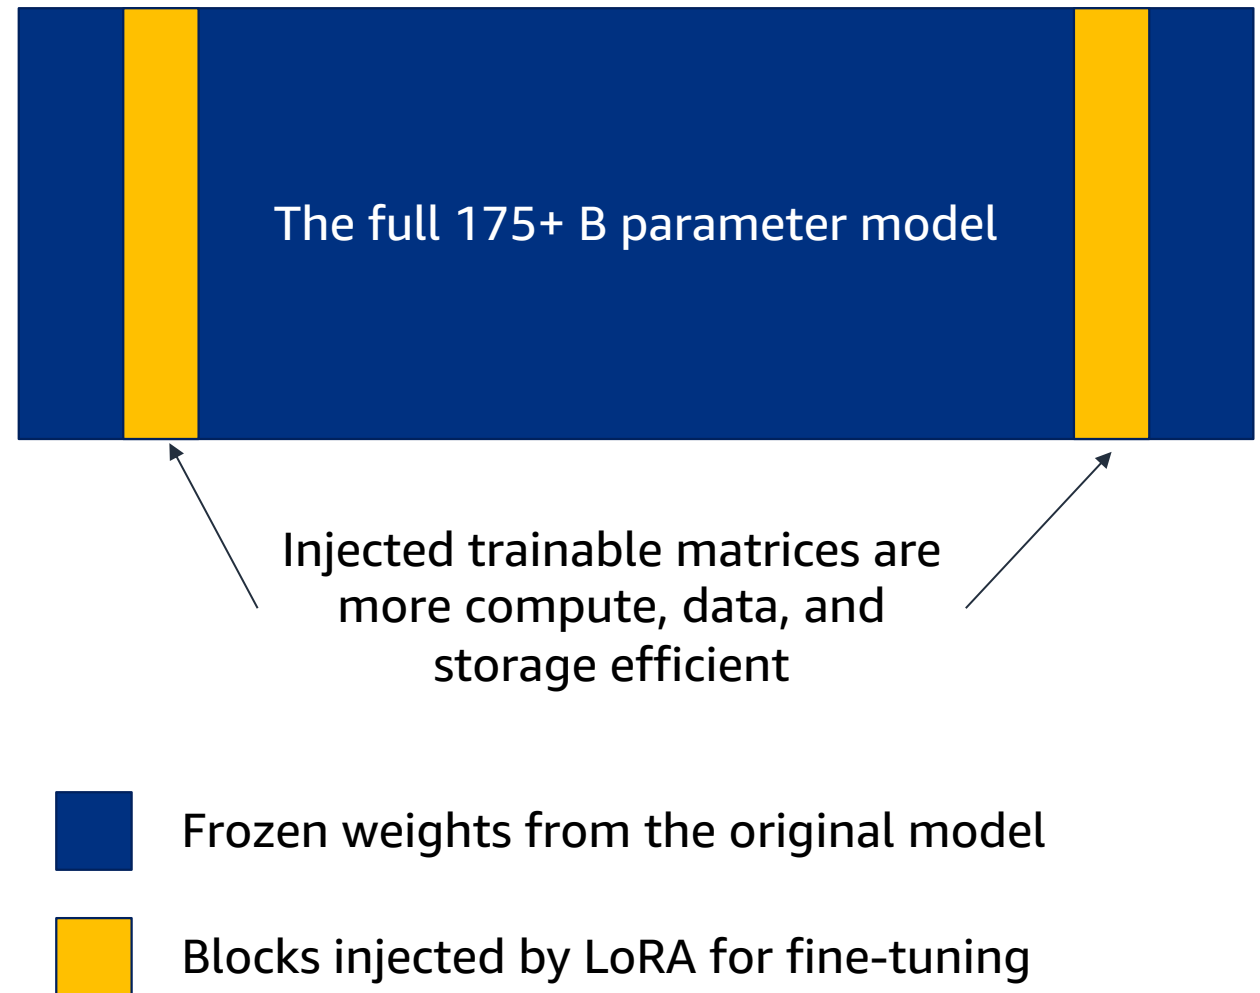 The full 175+ B parameter model
Injected trainable matrices are
more compute, data, and
storage efficient
Frozen weights from the original model
Blocks injected by LoRA for fine-tuning